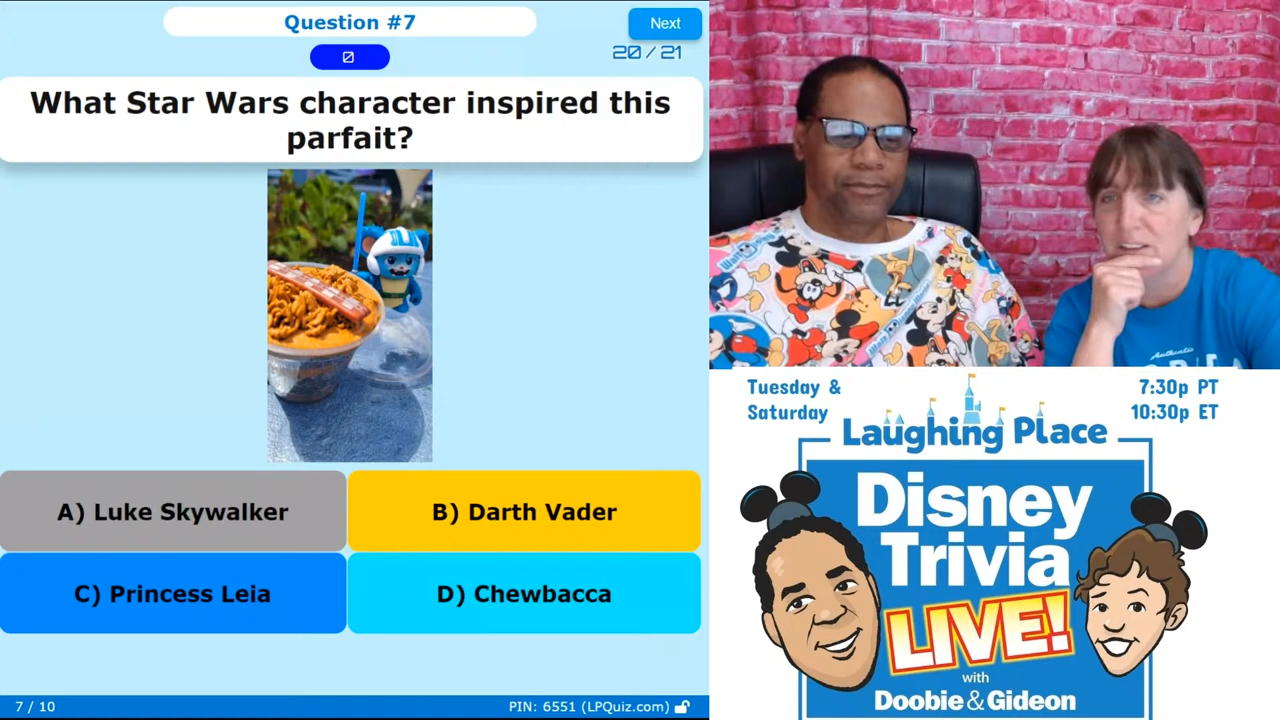 Question #7
Next
20/21
What Star Wars character inspired this
parfait?
A) Luke Skywalker
B) Darth Vader
C) Princess Leia
D) Chewbacca
7 / 10
PIN: 6551 (LPQuiz.com)
Authentic
Tuesday &
Saturday
7:30p PT
10:30p ET
Laughing Place
Disney
Trivia
LIVE!
with
Doobie & Gideon